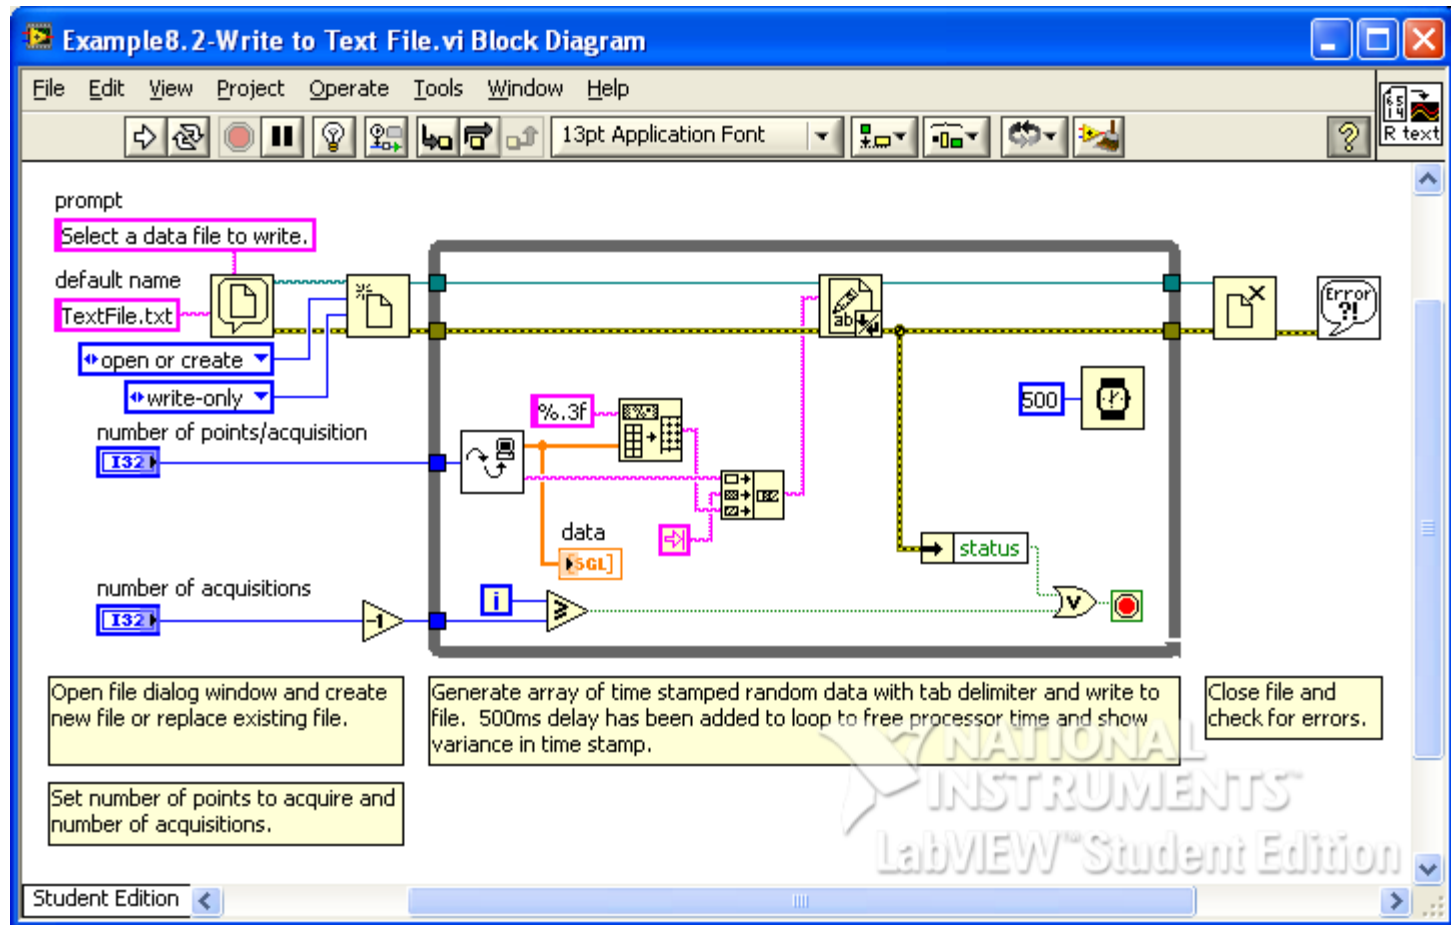 Example8.2-Write to Text File.vi Block Diagram
File Edit View Project Operate Tools Window Help
13pt Application Font
R text
prompt
Select a data file to write.
default name
TextFile.txt
open or create
write-only
number of points/acquisition
I32
%.3f
ab
Error
?!
500
data
SGL]
status
number of acquisitions
I32
-1
i
≥
V
Open file dialog window and create
new file or replace existing file.
Generate array of time stamped random data with tab delimiter and write to
file. 500ms delay has been added to loop to free processor time and show
variance in time stamp.
Close file and
check for errors.
Set number of points to acquire and
number of acquisitions.
NATIONAL
INSTRUMENTS™
LabVIEW™ Student Edition
Student Edition